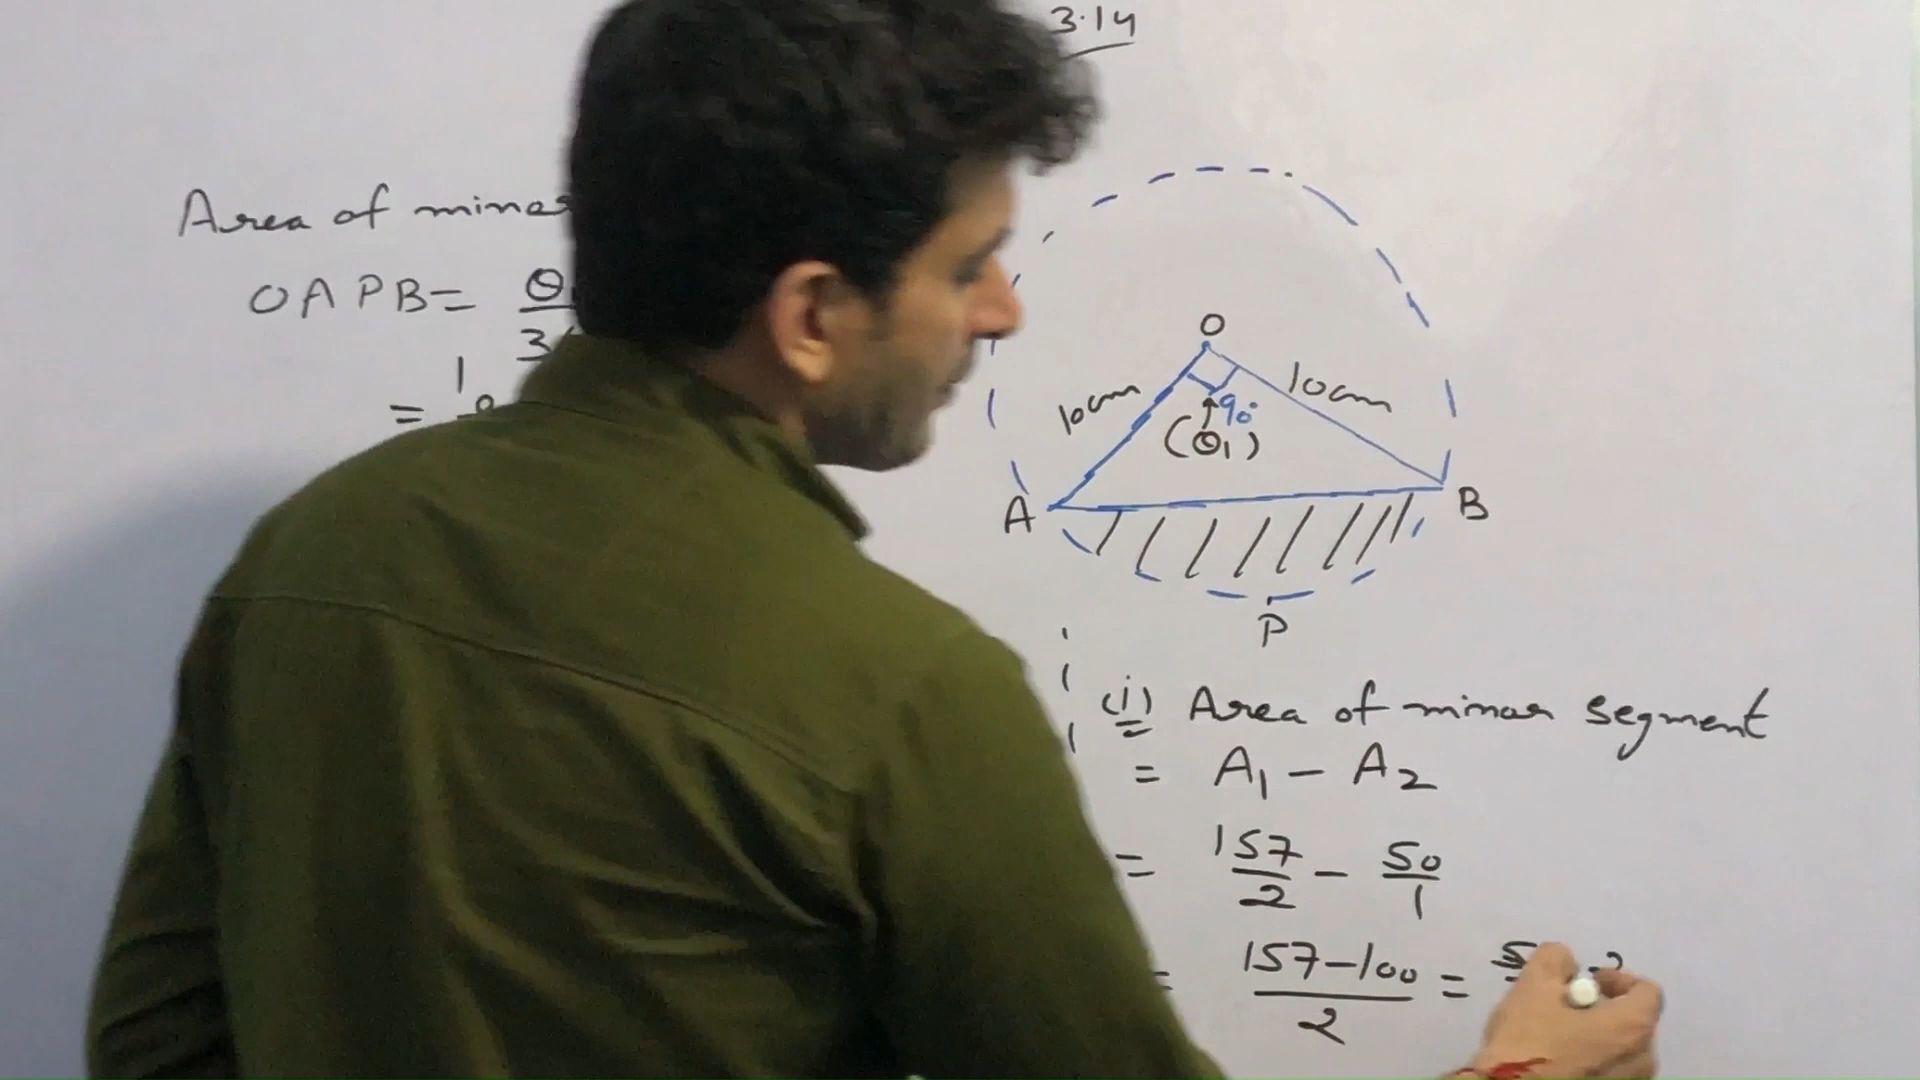 3.14
Area of minor
OAPB = θ
3
= 1
O
10cm
10cm
90°
(θ₁)
A
B
P
(i) Area of minor segment
= A₁ – A₂
= 157/2 – 50/1
= 157–100/2 = 5